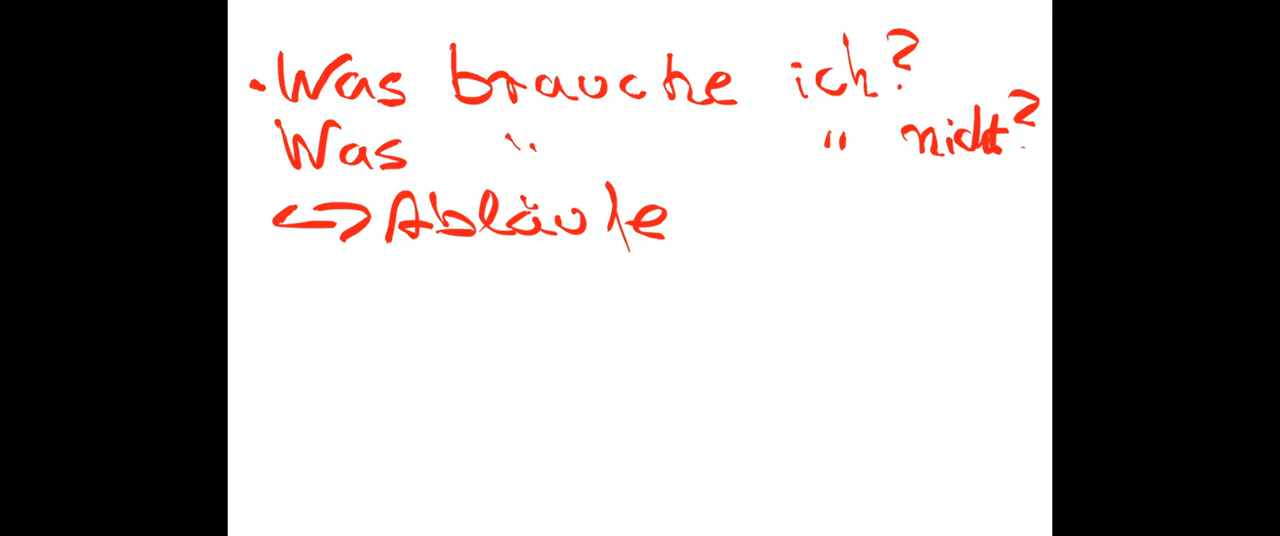 · Was brauche ich?
Was " " nicht?
<-> Abläufe